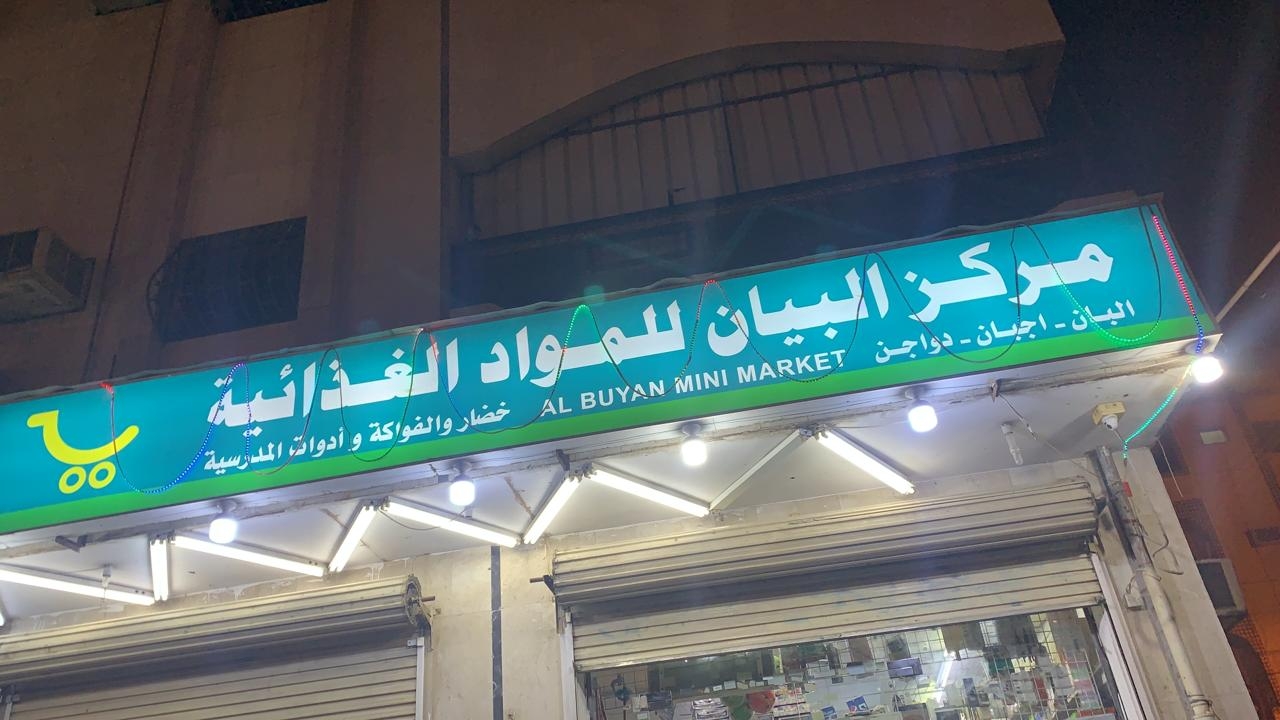 مركز البيان للمواد الغذائية
البان - اجبان - دواجن
AL BUYAN MINI MARKET
خضار والفواكة و أدوات المدرسية